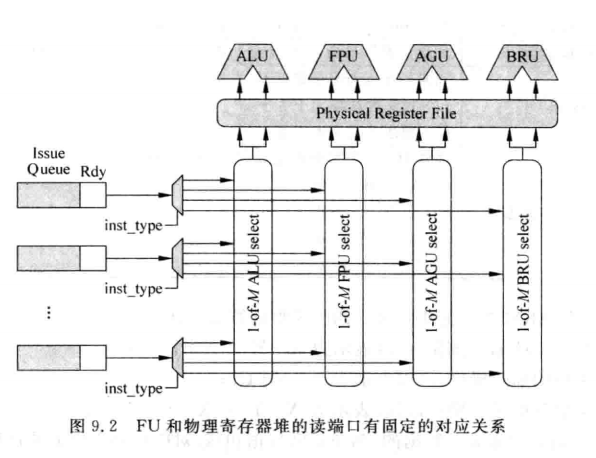 ALU FPU AGU BRU
Physical Register File
Issue
Queue Rdy
inst_type
inst_type
⋮
inst_type
1-of-M ALU select
1-of-M FPU select
1-of-M AGU select
1-of-M BRU select
图 9.2 FU 和物理寄存器堆的读端口有固定的对应关系